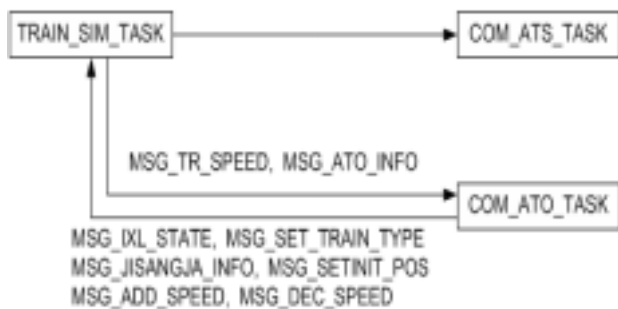 TRAIN_SIM_TASK
COM_ATS_TASK
MSG_TR_SPEED, MSG_ATO_INFO
COM_ATO_TASK
MSG_IXL_STATE, MSG_SET_TRAIN_TYPE
MSG_JISANGJA_INFO, MSG_SETINIT_POS
MSG_ADD_SPEED, MSG_DEC_SPEED